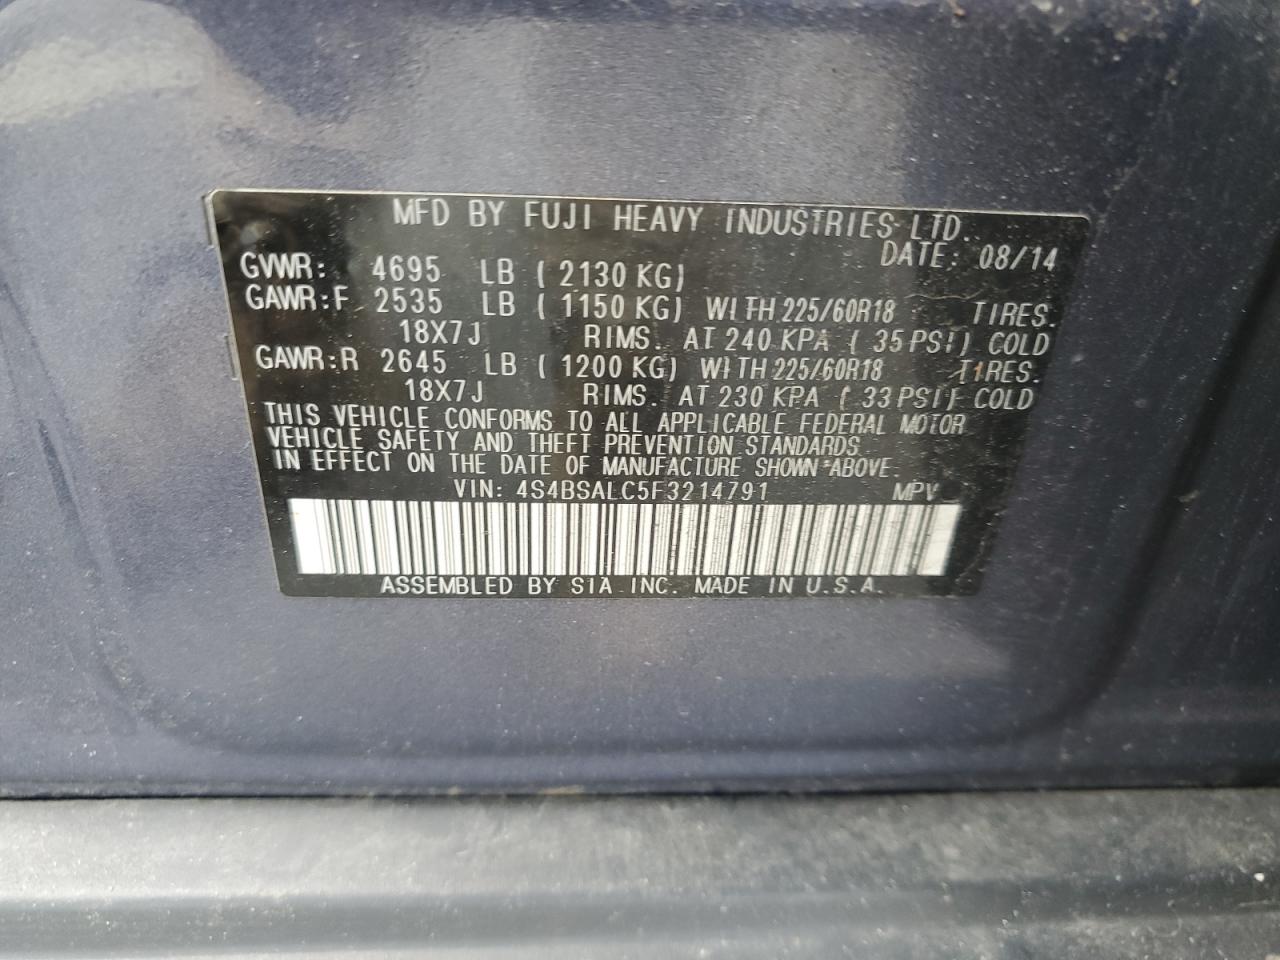 MFD BY FUJI HEAVY INDUSTRIES LTD.
DATE: 08/14
GVWR: 4695 LB ( 2130 KG)
GAWR:F 2535 LB ( 1150 KG) WITH 225/60R18 TIRES.
18X7J RIMS. AT 240 KPA ( 35 PSI) COLD
GAWR:R 2645 LB ( 1200 KG) WITH 225/60R18 TIRES.
18X7J RIMS. AT 230 KPA ( 33 PSI) COLD
THIS VEHICLE CONFORMS TO ALL APPLICABLE FEDERAL MOTOR
VEHICLE SAFETY AND THEFT PREVENTION STANDARDS
IN EFFECT ON THE DATE OF MANUFACTURE SHOWN ABOVE.
VIN: 4S4BSALC5F3214791 MPV
ASSEMBLED BY SIA INC. MADE IN U.S.A.